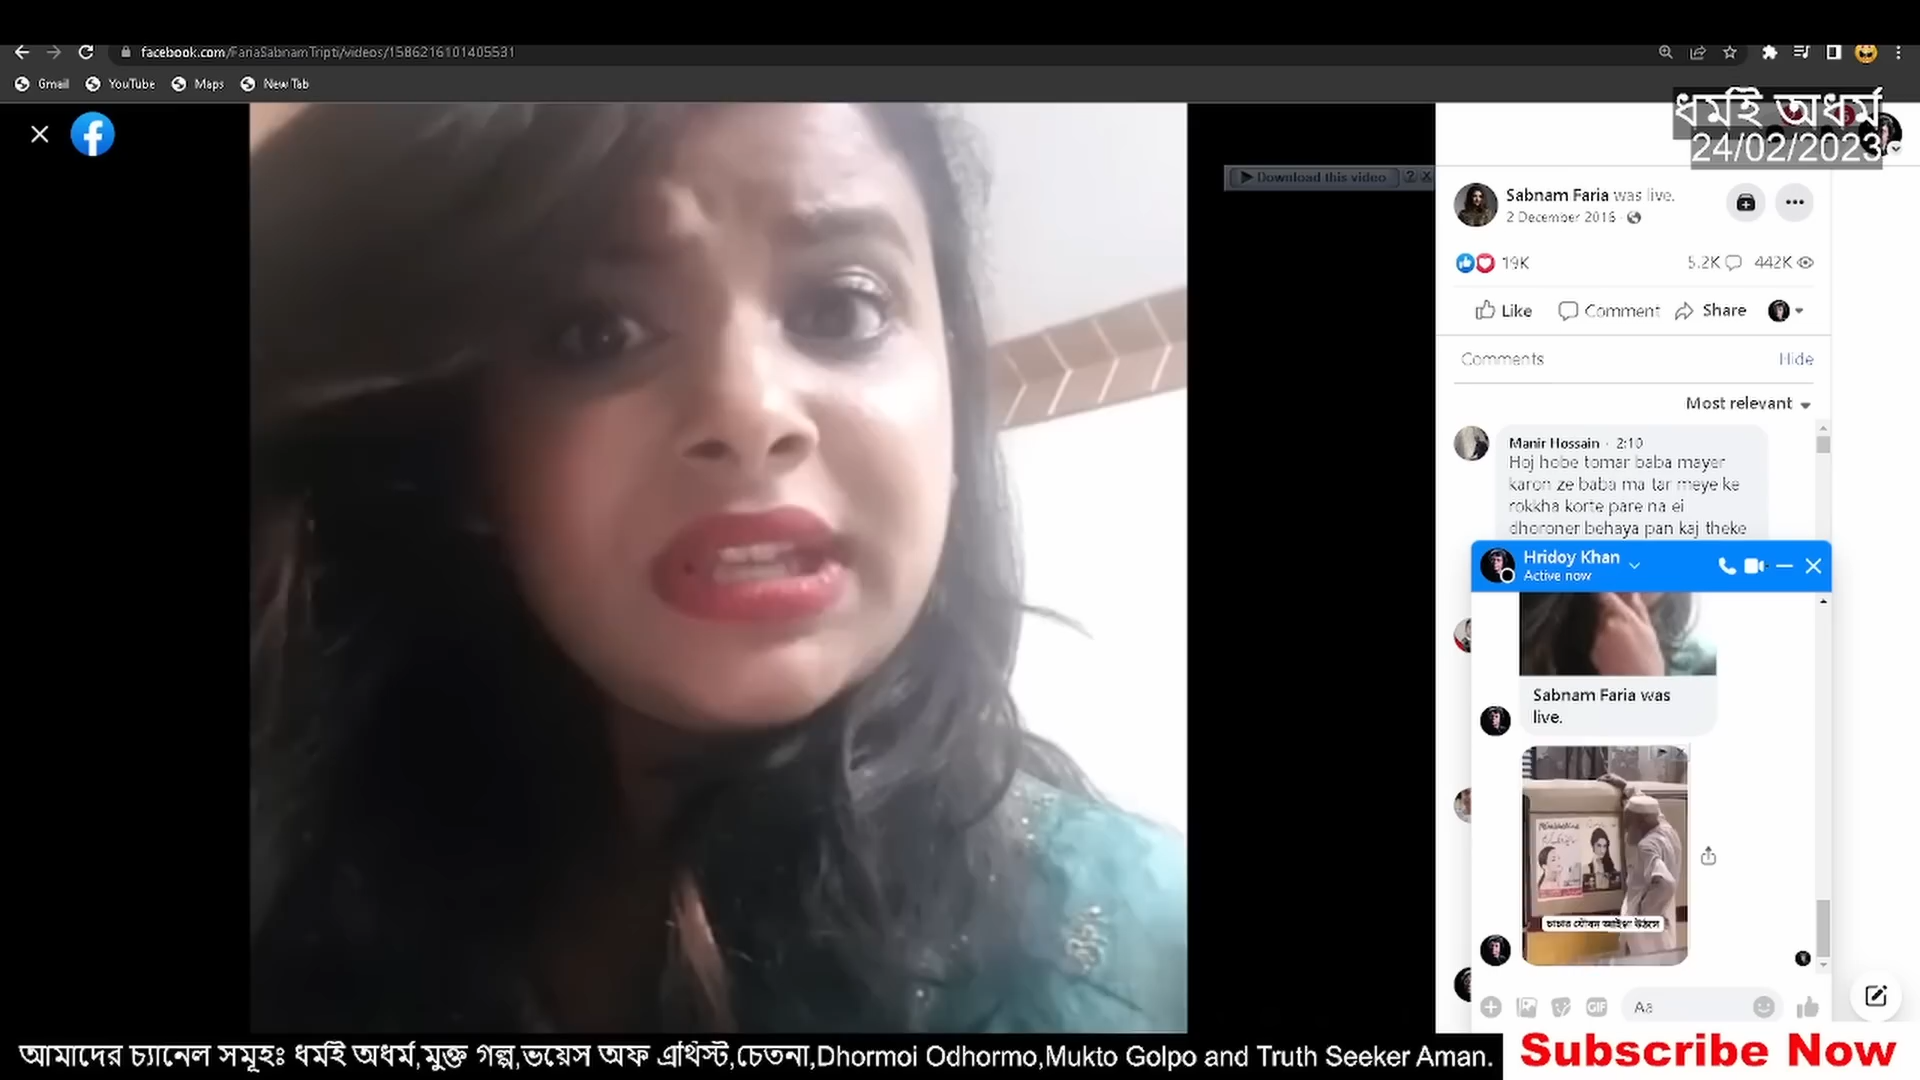 facebook.com/FariaSabnamTripti/videos/1586216101405531
Gmail YouTube Maps New Tab
ধর্মই অধর্ম
24/02/2023
Download this video ? X
Sabnam Faria was live.
2 December 2016
19K 5.2K 442K
Like Comment Share
Comments Hide
Most relevant
Manir Hossain · 2:10
Hoj hobe tomar baba mayer
karon ze baba ma tar meye ke
rokkha korte pare na ei
dhoroner behaya pan kaj theke
Hridoy Khan
Active now
Sabnam Faria was
live.
চাচার যৌবন আইজ্ঞা উঠসে
GIF Aa
আমাদের চ্যানেল সমূহঃ ধর্মই অধর্ম,মুক্ত গল্প,ভয়েস অফ এথিস্ট,চেতনা,Dhormoi Odhormo,Mukto Golpo and Truth Seeker Aman.
Subscribe Now